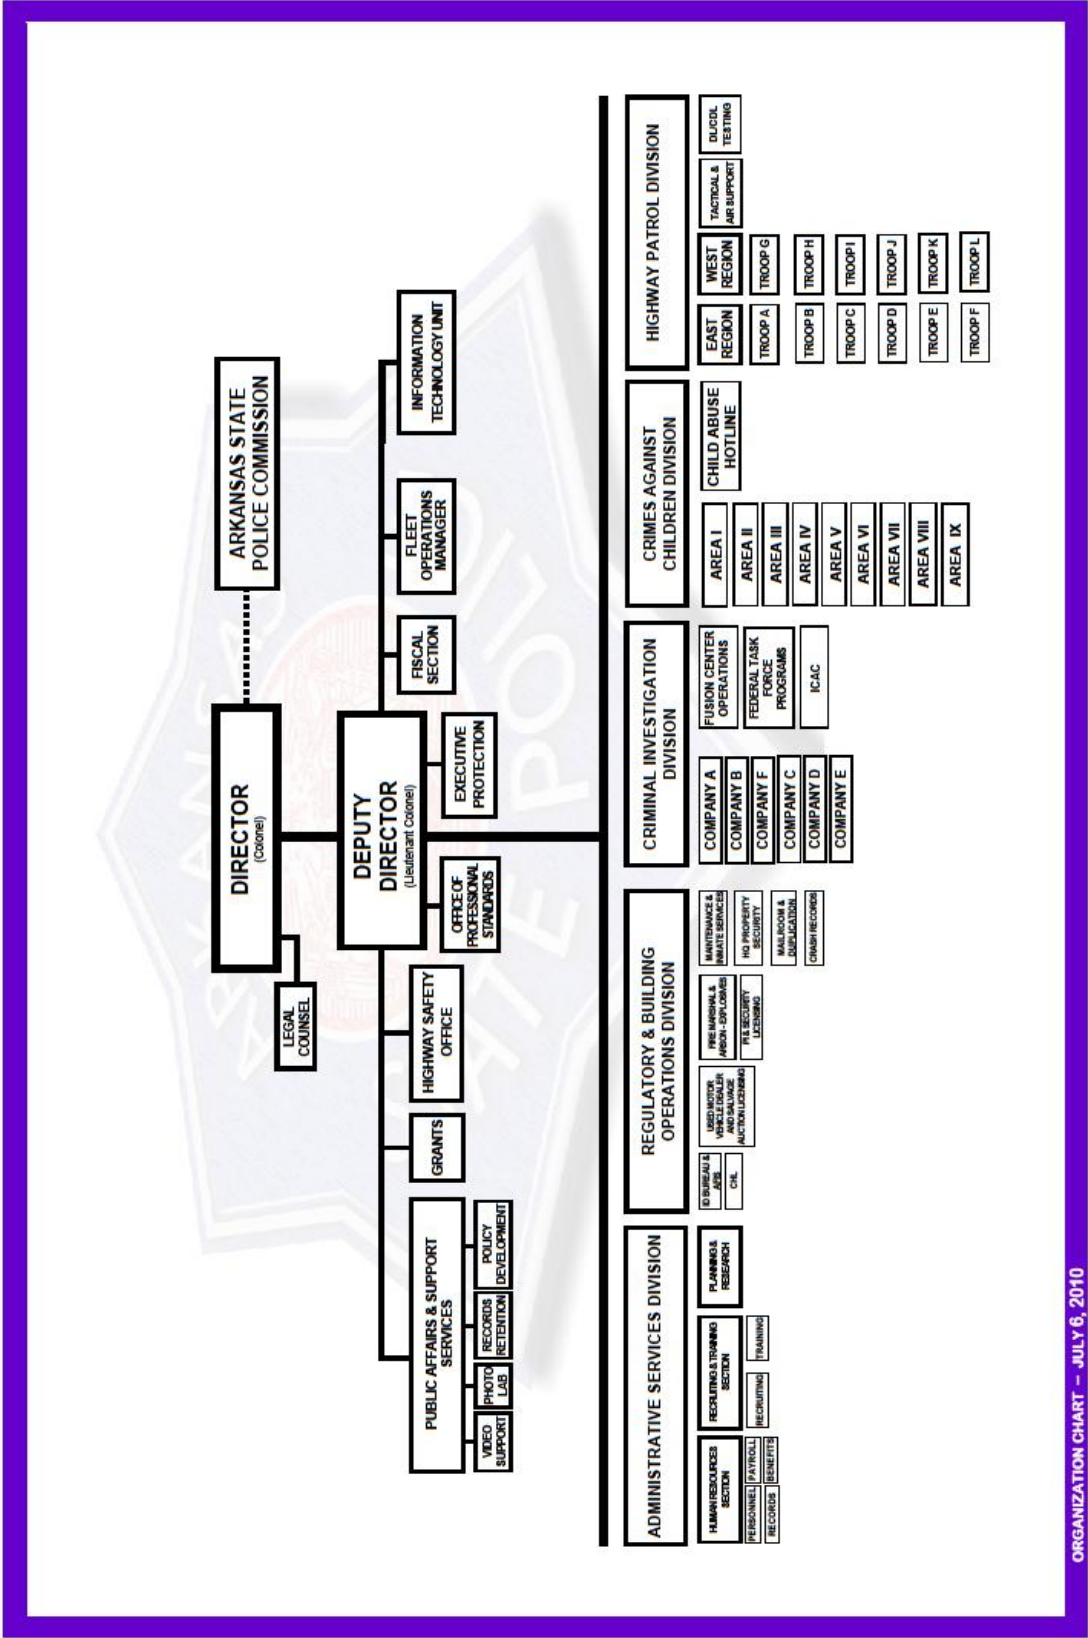 ARKANSAS STATE
POLICE COMMISSION
DIRECTOR
(Colonel)
LEGAL
COUNSEL
DEPUTY
DIRECTOR
(Lieutenant Colonel)
PUBLIC AFFAIRS & SUPPORT
SERVICES
VIDEO
SUPPORT
PHOTO
LAB
RECORDS
RETENTION
POLICY
DEVELOPMENT
GRANTS
HIGHWAY SAFETY
OFFICE
OFFICE OF
PROFESSIONAL
STANDARDS
EXECUTIVE
PROTECTION
FISCAL
SECTION
FLEET
OPERATIONS
MANAGER
INFORMATION
TECHNOLOGY UNIT
ADMINISTRATIVE SERVICES DIVISION
HUMAN RESOURCES
SECTION
PERSONNEL
PAYROLL
RECORDS
BENEFITS
RECRUITING & TRAINING
SECTION
RECRUITING
TRAINING
PLANNING &
RESEARCH
REGULATORY & BUILDING
OPERATIONS DIVISION
ID BUREAU &
AFIS
CHL
USED MOTOR
VEHICLE DEALER
AND SALVAGE
AUCTION LICENSING
FIRE MARSHAL &
ARSON - EXPLOSIVES
PI & SECURITY
LICENSING
MAINTENANCE &
INMATE SERVICES
HQ PROPERTY
SECURITY
MAILROOM &
DUPLICATION
CRASH RECORDS
CRIMINAL INVESTIGATION
DIVISION
COMPANY A
COMPANY B
COMPANY F
COMPANY C
COMPANY D
COMPANY E
FUSION CENTER
OPERATIONS
FEDERAL TASK
FORCE
PROGRAMS
ICAC
CRIMES AGAINST
CHILDREN DIVISION
AREA I
AREA II
AREA III
AREA IV
AREA V
AREA VI
AREA VII
AREA VIII
AREA IX
CHILD ABUSE
HOTLINE
HIGHWAY PATROL DIVISION
EAST
REGION
TROOP A
TROOP B
TROOP C
TROOP D
TROOP E
TROOP F
WEST
REGION
TROOP G
TROOP H
TROOP I
TROOP J
TROOP K
TROOP L
TACTICAL &
AIR SUPPORT
DL/CDL
TESTING
ORGANIZATION CHART – JULY 6, 2010